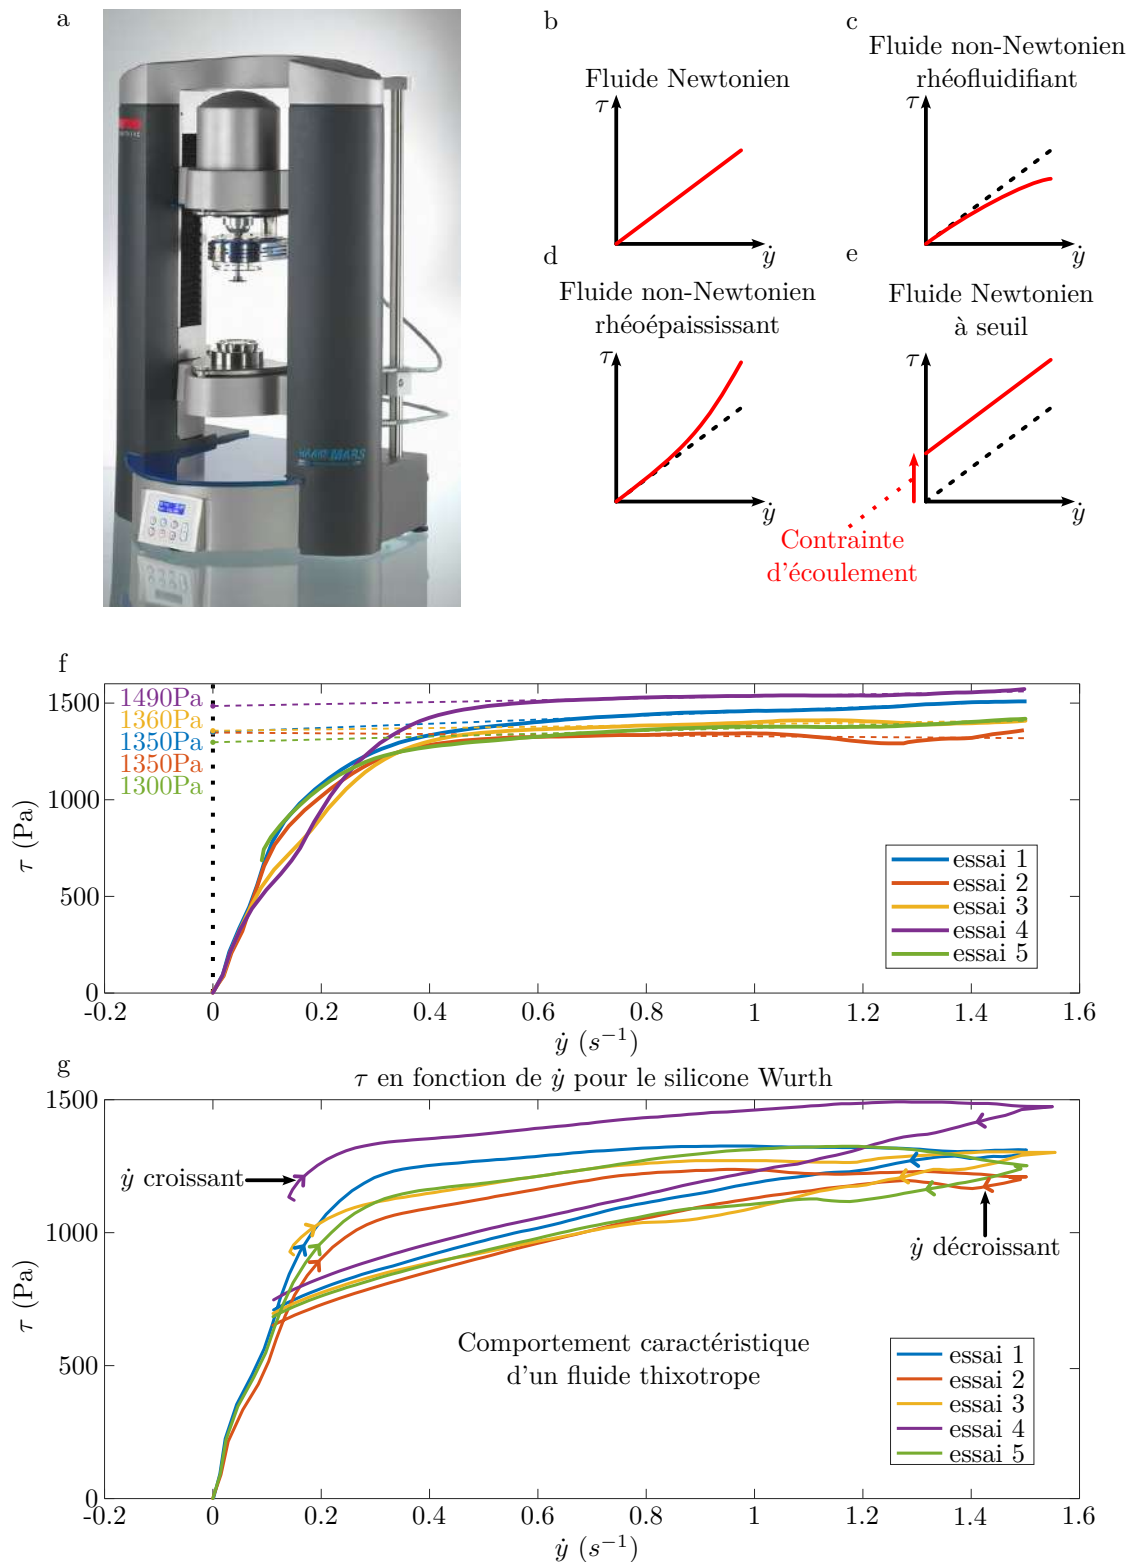 a
b
Fluide Newtonien
τ
ẏ
c
Fluide non-Newtonien
rhéofluidifiant
τ
ẏ
d
Fluide non-Newtonien
rhéoépaississant
τ
ẏ
e
Fluide Newtonien
à seuil
τ
ẏ
Contrainte
d'écoulement
MARS
f
1490Pa
1360Pa
1350Pa
1350Pa
1300Pa
1500
1000
500
0
τ (Pa)
-0.2 0 0.2 0.4 0.6 0.8 1 1.2 1.4 1.6
ẏ (s⁻¹)
essai 1
essai 2
essai 3
essai 4
essai 5
g
τ en fonction de ẏ pour le silicone Wurth
1500
1000
500
0
τ (Pa)
ẏ croissant
ẏ décroissant
Comportement caractéristique
d'un fluide thixotrope
essai 1
essai 2
essai 3
essai 4
essai 5
-0.2 0 0.2 0.4 0.6 0.8 1 1.2 1.4 1.6
ẏ (s⁻¹)